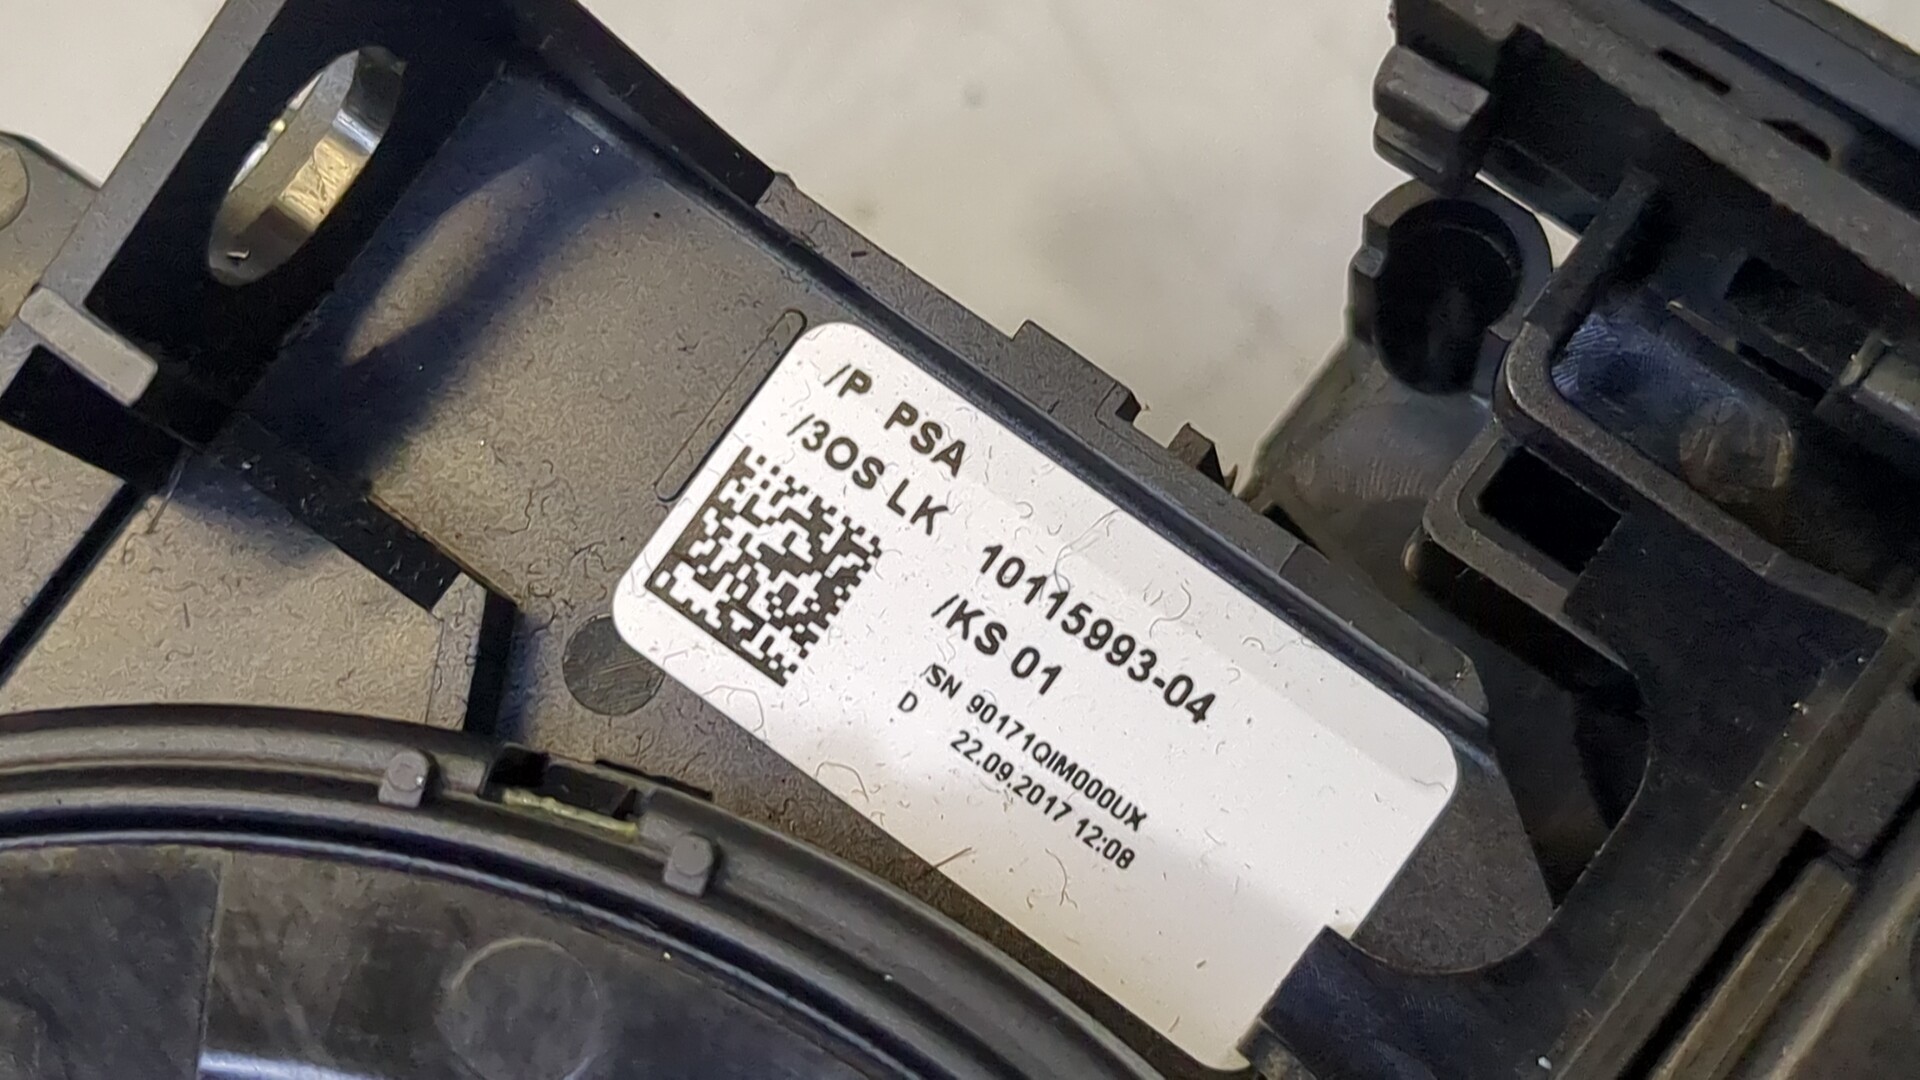 /P PSA
/3OS LK 10115993-04
/KS 01
/SN 90171QIM000UX
D 22.09.2017 12:08